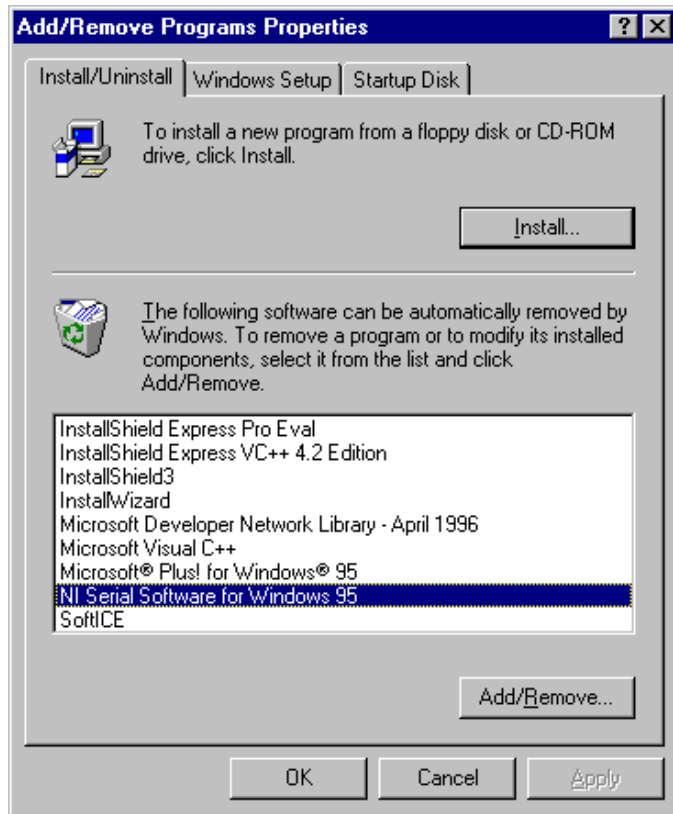 Add/Remove Programs Properties
Install/Uninstall Windows Setup Startup Disk
To install a new program from a floppy disk or CD-ROM
drive, click Install.
Install...
The following software can be automatically removed by
Windows. To remove a program or to modify its installed
components, select it from the list and click
Add/Remove.
InstallShield Express Pro Eval
InstallShield Express VC++ 4.2 Edition
InstallShield3
InstallWizard
Microsoft Developer Network Library - April 1996
Microsoft Visual C++
Microsoft® Plus! for Windows® 95
NI Serial Software for Windows 95
SoftICE
Add/Remove...
OK Cancel Apply